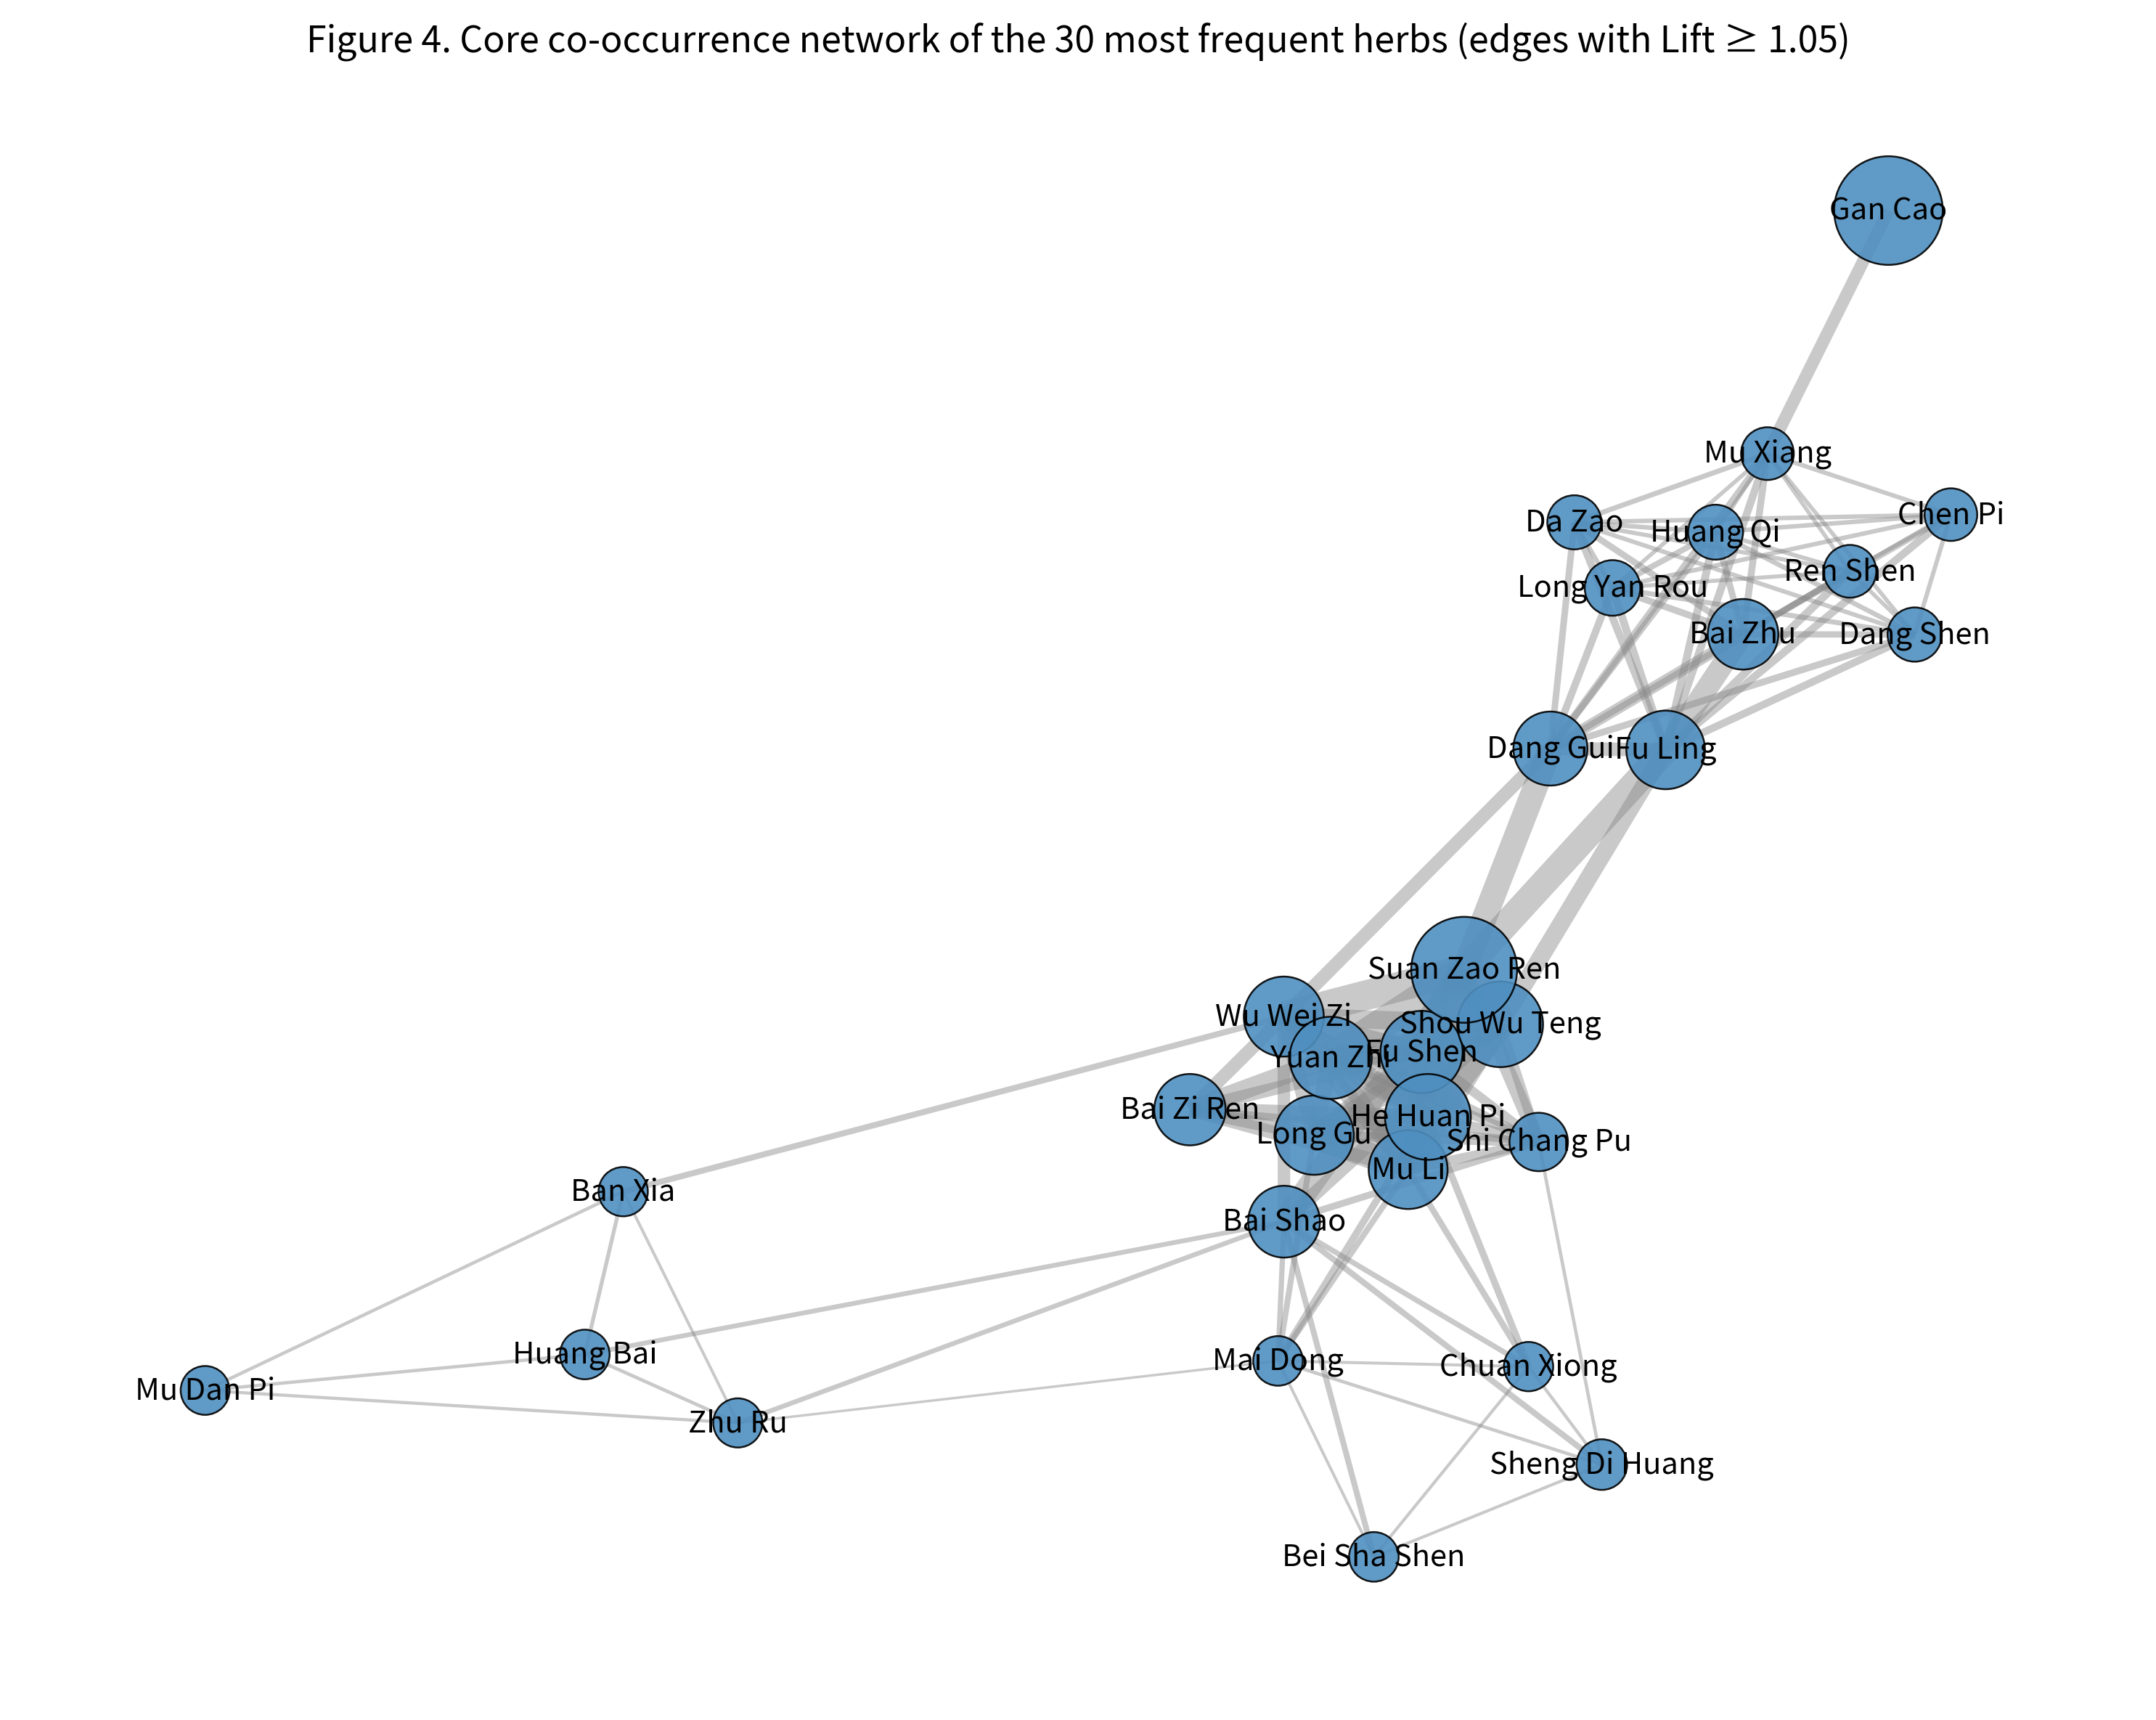 Figure 4. Core co-occurrence network of the 30 most frequent herbs (edges with Lift ≥ 1.05)
Gan Cao
Mu Xiang
Chen Pi
Da Zao
Huang Qi
Ren Shen
Long Yan Rou
Bai Zhu
Dang Shen
Dang Gui
Fu Ling
Suan Zao Ren
Wu Wei Zi
Shou Wu Teng
Yuan Zhi
Fu Shen
Bai Zi Ren
He Huan Pi
Long Gu
Shi Chang Pu
Mu Li
Ban Xia
Bai Shao
Huang Bai
Mai Dong
Chuan Xiong
Mu Dan Pi
Zhu Ru
Sheng Di Huang
Bei Sha Shen